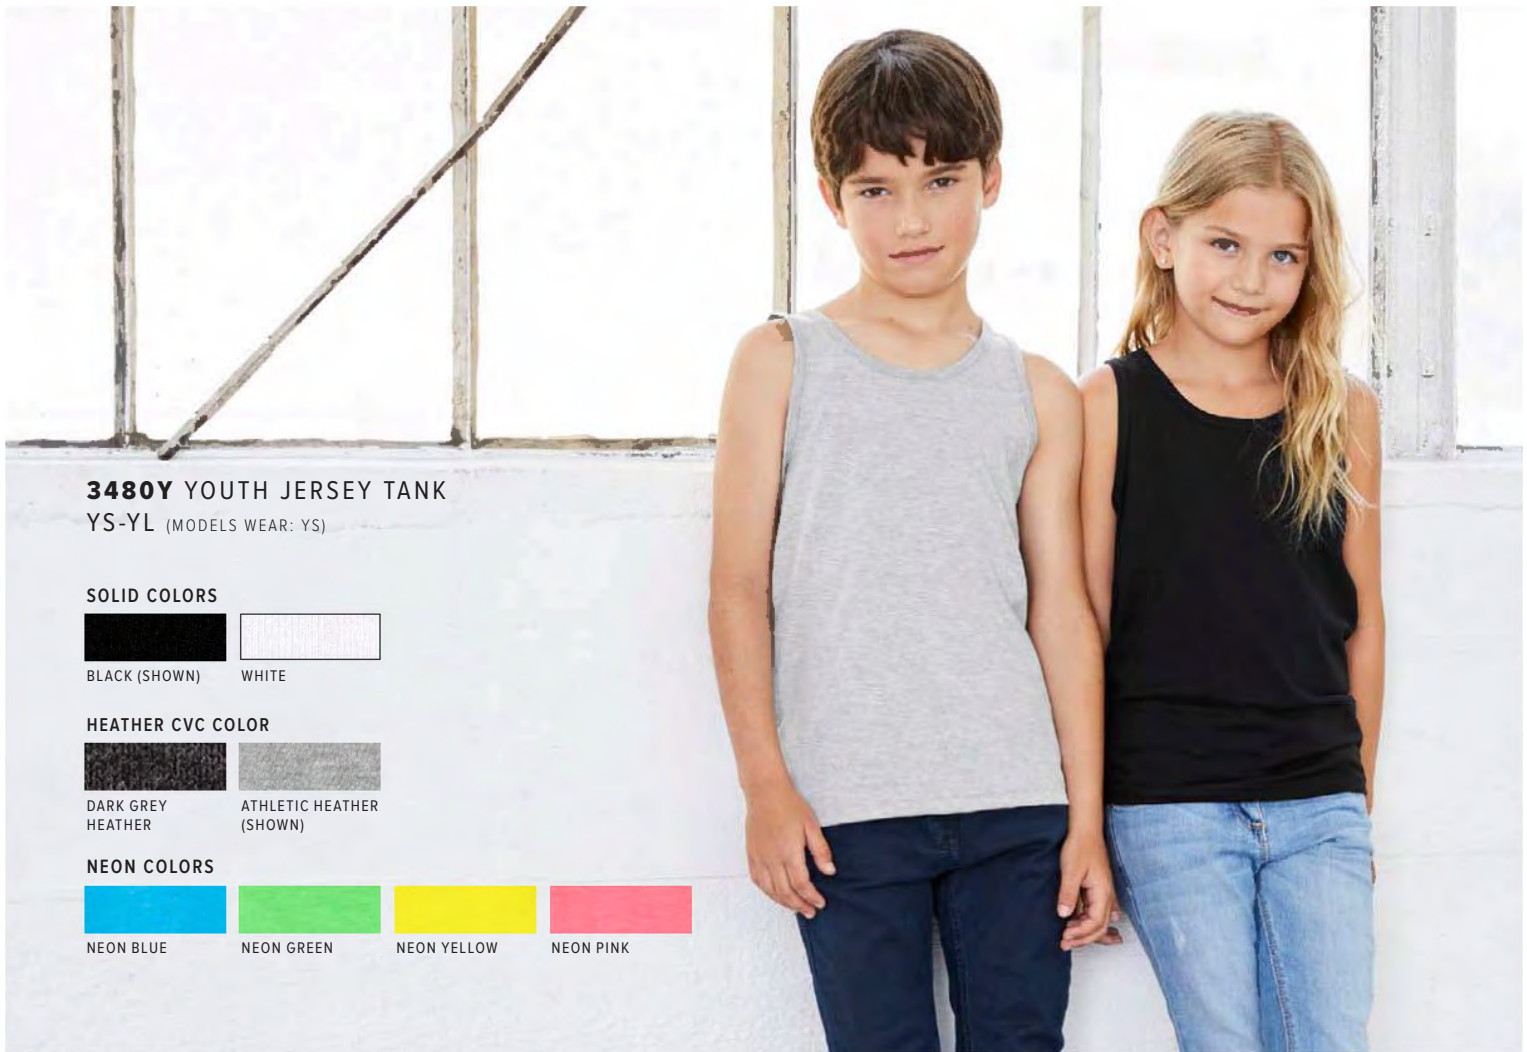 3480Y YOUTH JERSEY TANK
YS-YL (MODELS WEAR: YS)
SOLID COLORS
BLACK (SHOWN)
WHITE
HEATHER CVC COLOR
DARK GREY
HEATHER
ATHLETIC HEATHER
(SHOWN)
NEON COLORS
NEON BLUE
NEON GREEN
NEON YELLOW
NEON PINK